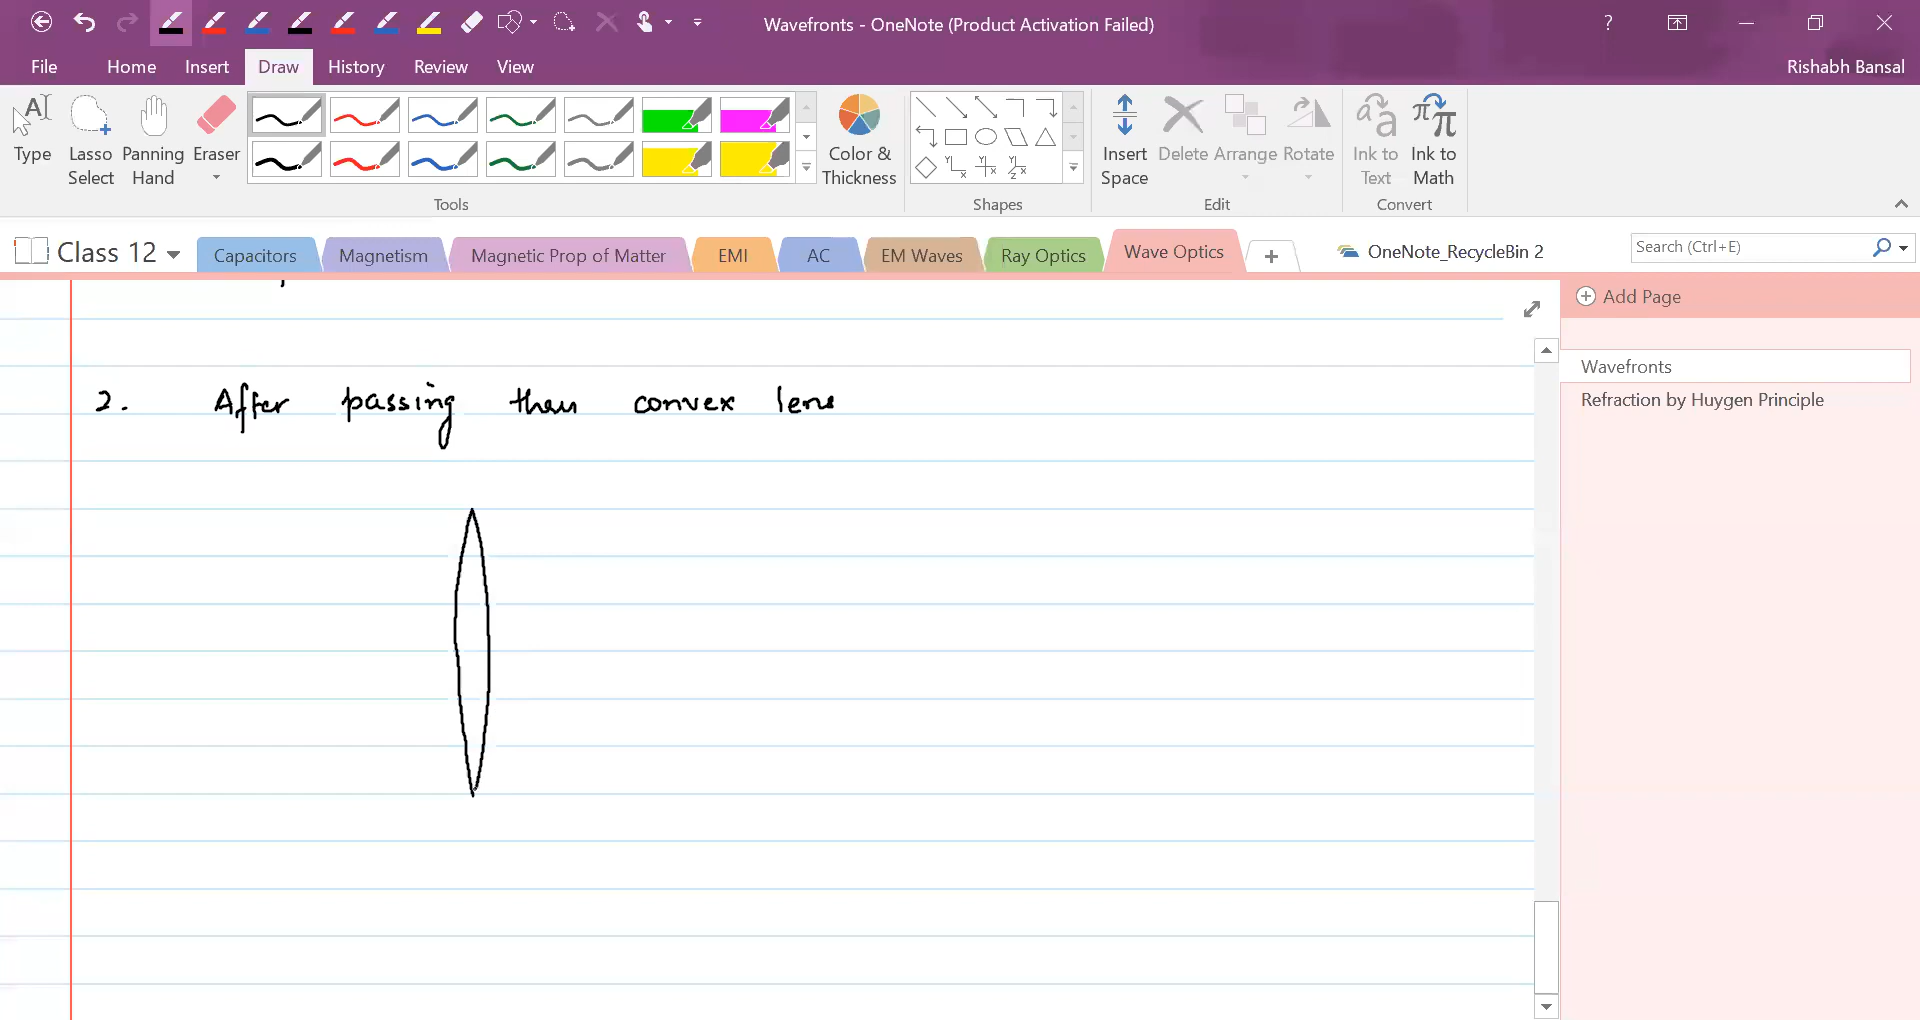 Wavefronts - OneNote (Product Activation Failed)
?
File Home Insert Draw History Review View
Rishabh Bansal
Type
Lasso Select
Panning Hand
Eraser
Color & Thickness
Insert Space
Delete
Arrange
Rotate
Ink to Text
Ink to Math
Tools
Shapes
Edit
Convert
Class 12
Capacitors
Magnetism
Magnetic Prop of Matter
EMI
AC
EM Waves
Ray Optics
Wave Optics
OneNote_RecycleBin 2
Search (Ctrl+E)
Add Page
Wavefronts
Refraction by Huygen Principle
2. After passing convex lens